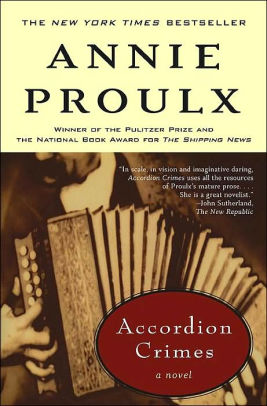 THE NEW YORK TIMES BESTSELLER
ANNIE
PROULX
WINNER OF THE PULITZER PRIZE AND
THE NATIONAL BOOK AWARD FOR THE SHIPPING NEWS
"In scale, in vision and imaginative daring,
Accordion Crimes uses all the resources
of Proulx's mature prose. . . .
She is a great novelist."
–John Sutherland,
The New Republic
Accordion
Crimes
a novel